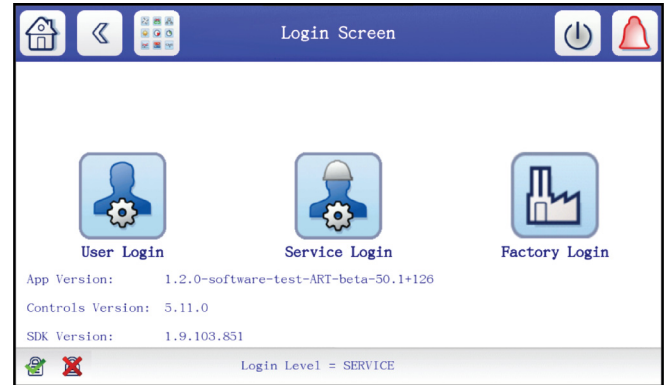 Login Screen
User Login
Service Login
Factory Login
App Version: 1.2.0-software-test-ART-beta-50.1+126
Controls Version: 5.11.0
SDK Version: 1.9.103.851
Login Level = SERVICE